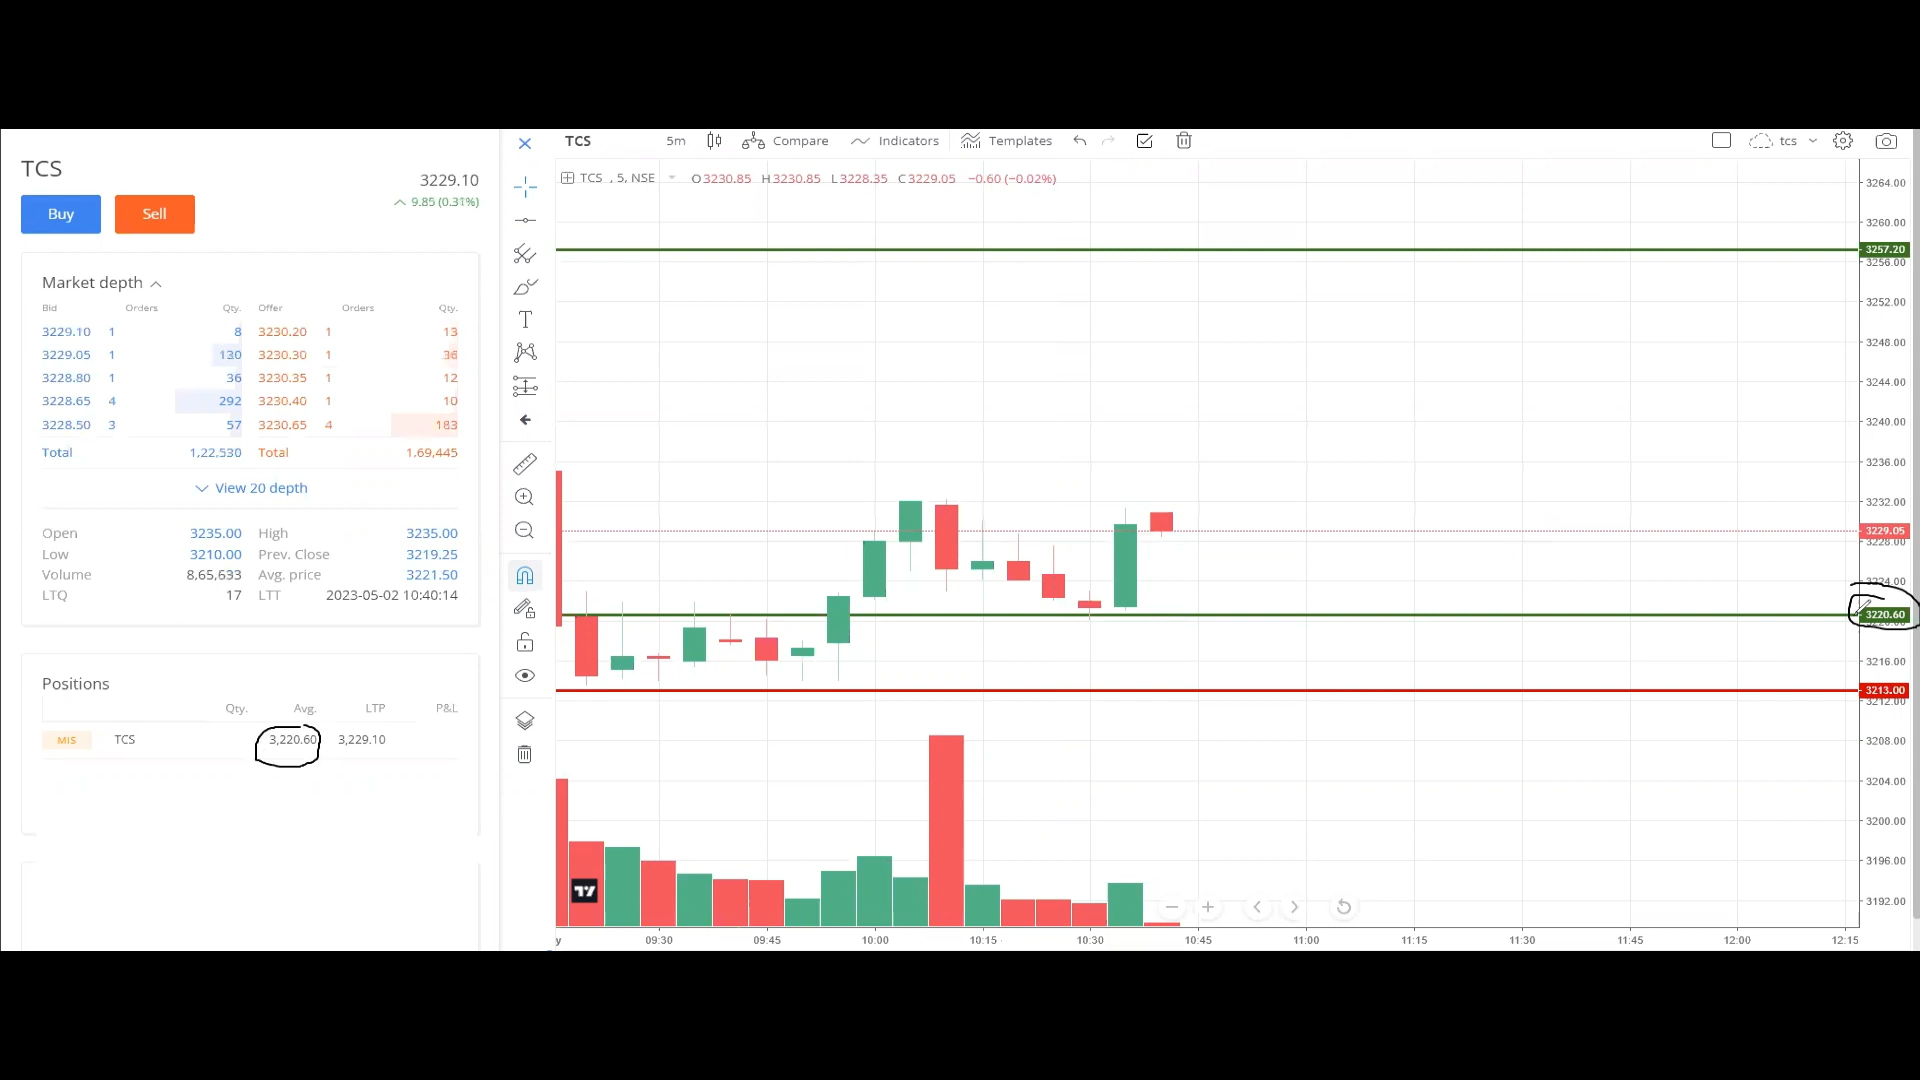 TCS
3229.10
9.85 (0.31%)
Buy Sell
Market depth
Bid Orders Qty. Offer Orders Qty.
3229.10 1 8 3230.20 1 13
3229.05 1 130 3230.30 1 36
3228.80 1 36 3230.35 1 12
3228.65 4 292 3230.40 1 10
3228.50 3 57 3230.65 4 183
Total 1,22,530 Total 1,69,445
View 20 depth
Open 3235.00 High 3235.00
Low 3210.00 Prev. Close 3219.25
Volume 8,65,633 Avg. price 3221.50
LTQ 17 LTT 2023-05-02 10:40:14
Positions
Qty. Avg. LTP P&L
MIS TCS 3,220.60 3,229.10
TCS 5m Compare Indicators Templates tcs
TCS , 5, NSE O3230.85 H3230.85 L3228.35 C3229.05 −0.60 (−0.02%)
3264.00
3260.00
3257.20
3256.00
3252.00
3248.00
3244.00
3240.00
3236.00
3232.00
3229.05
3228.00
3224.00
3220.60
3220.00
3216.00
3213.00
3212.00
3208.00
3204.00
3200.00
3196.00
3192.00
y 09:30 09:45 10:00 10:15 10:30 10:45 11:00 11:15 11:30 11:45 12:00 12:15